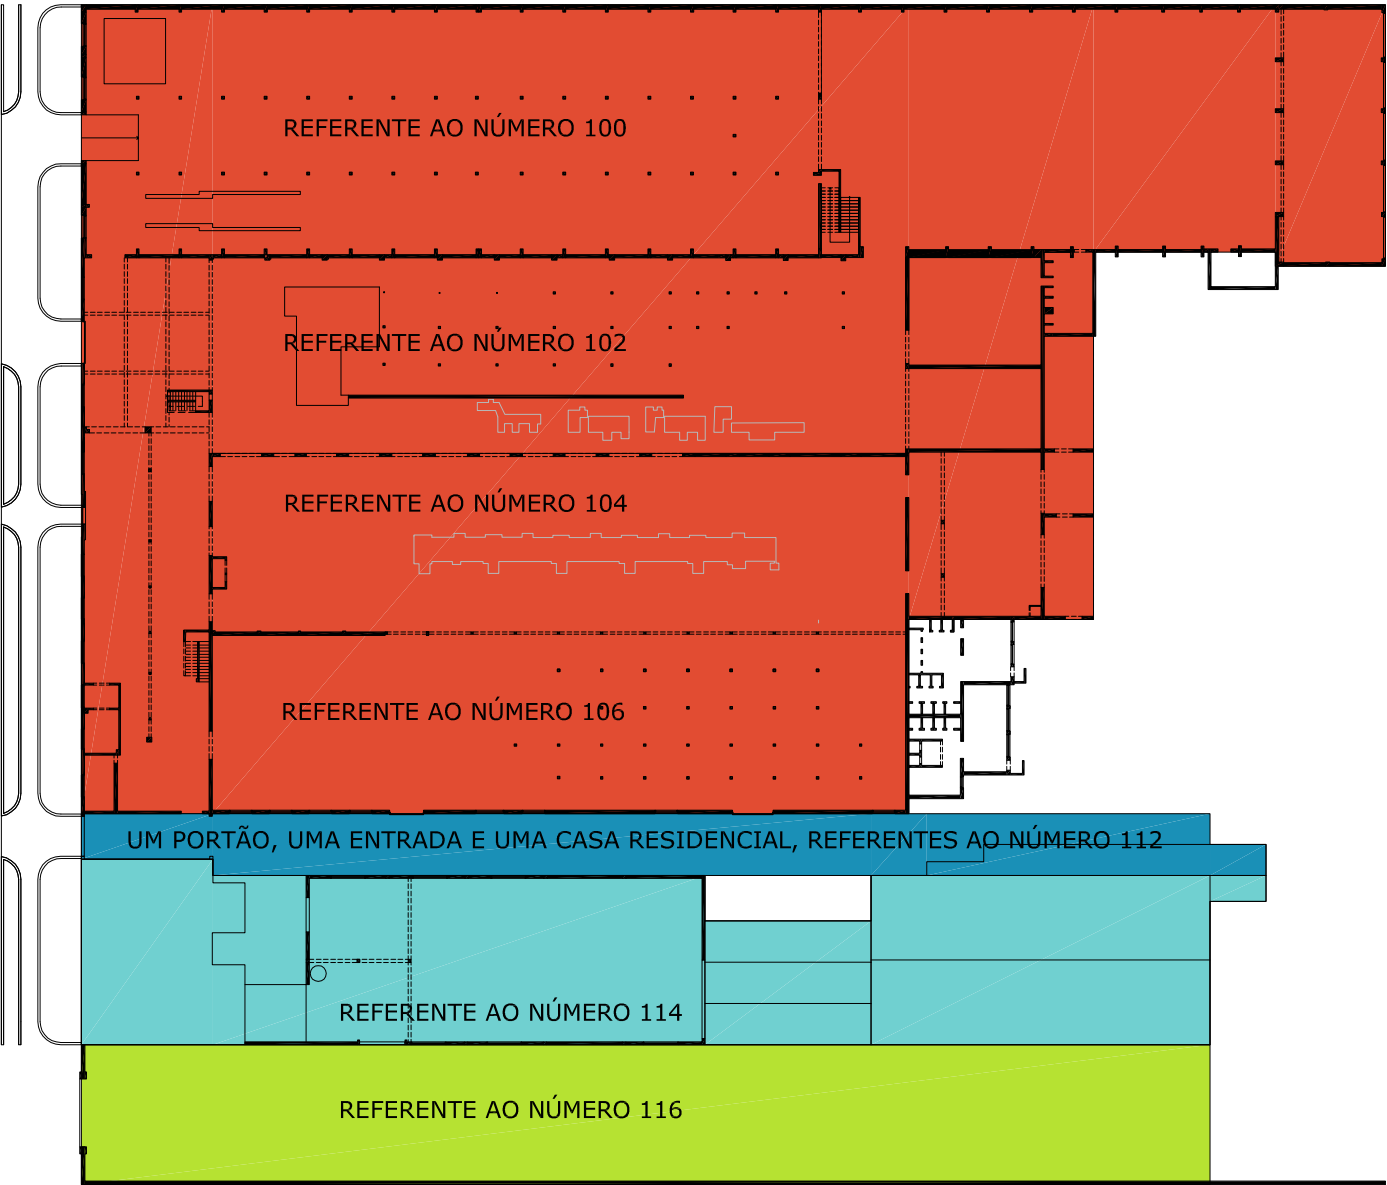 REFERENTE AO NÚMERO 100
REFERENTE AO NÚMERO 102
REFERENTE AO NÚMERO 104
REFERENTE AO NÚMERO 106
UM PORTÃO, UMA ENTRADA E UMA CASA RESIDENCIAL, REFERENTES AO NÚMERO 112
REFERENTE AO NÚMERO 114
REFERENTE AO NÚMERO 116